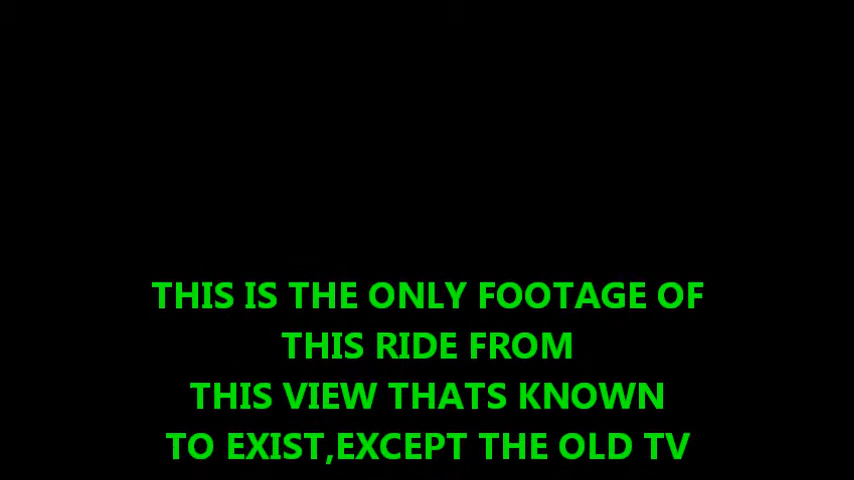 THIS IS THE ONLY FOOTAGE OF
THIS RIDE FROM
THIS VIEW THATS KNOWN
TO EXIST,EXCEPT THE OLD TV